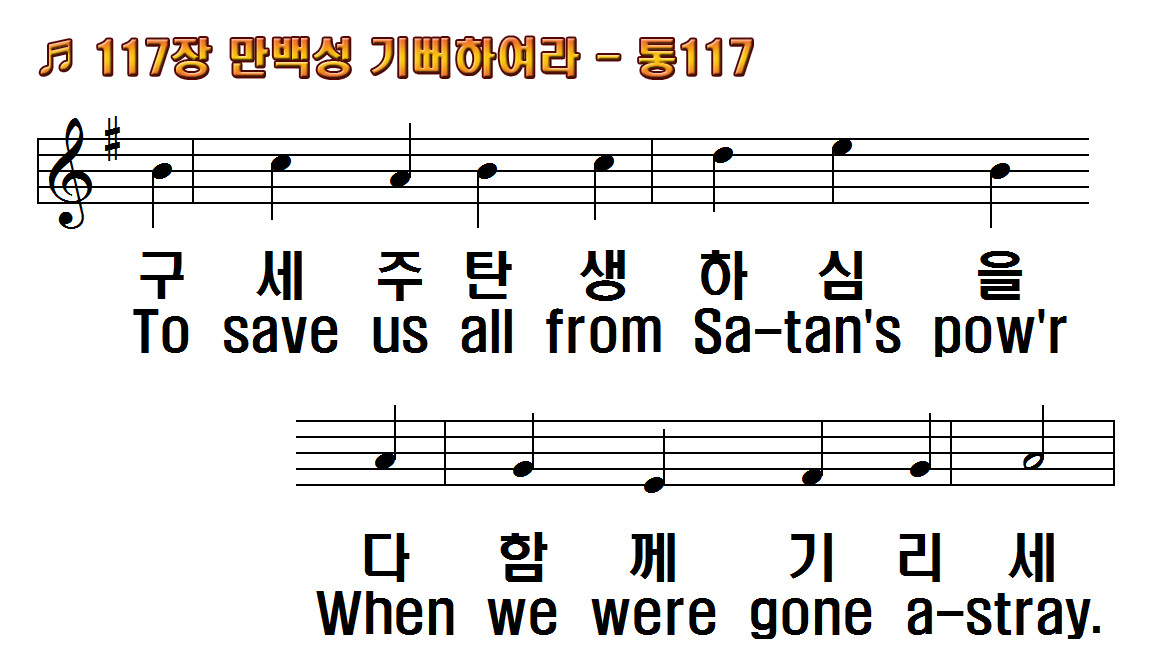 117장 만백성 기뻐하여라 - 통117
구 세 주 탄 생 하 심 을
To save us all from Sa-tan's pow'r
다 함 께 기 리 세
When we were gone a-stray.